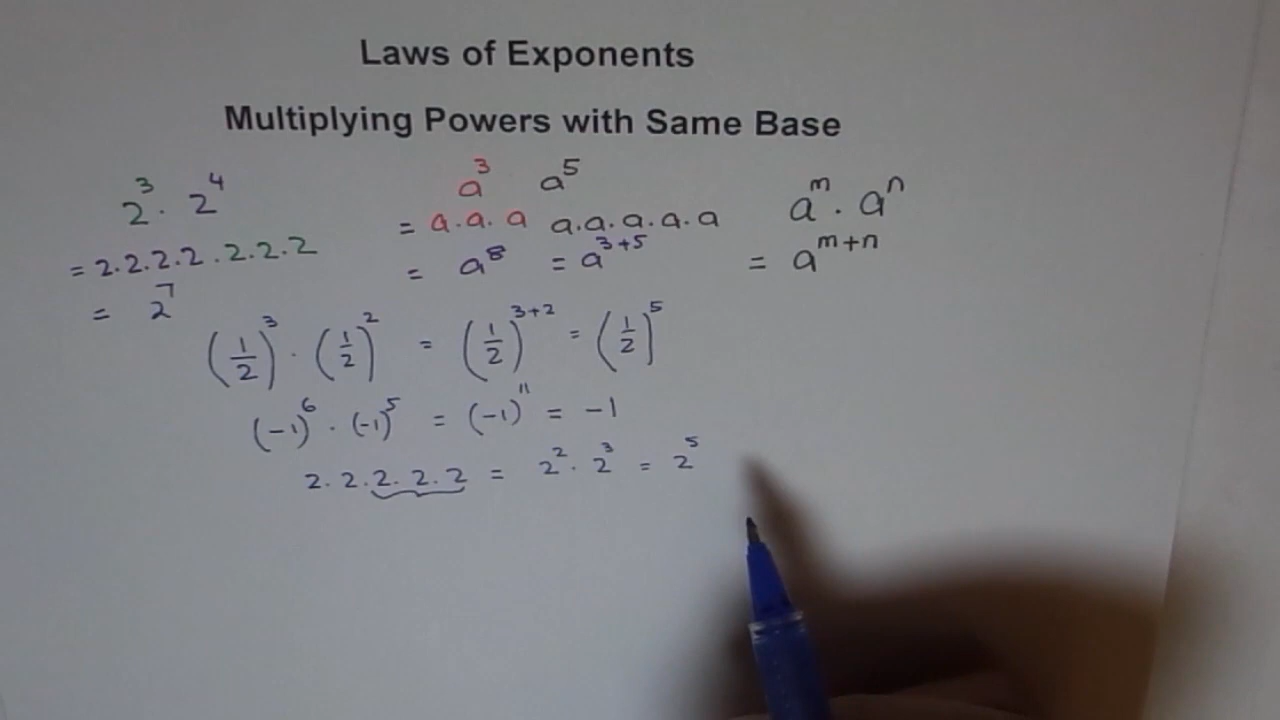 Laws of Exponents
Multiplying Powers with Same Base
2³ · 2⁴
= 2.2.2.2.2.2.2
= 2⁷
a³ a⁵
= a.a.a a.a.a.a.a
= a⁸ = a³⁺⁵
aᵐ · aⁿ
= aᵐ⁺ⁿ
(1/2)³ · (1/2)² = (1/2)³⁺² = (1/2)⁵
(-1)⁶ · (-1)⁵ = (-1)¹¹ = -1
2.2.2.2.2 = 2² · 2³ = 2⁵